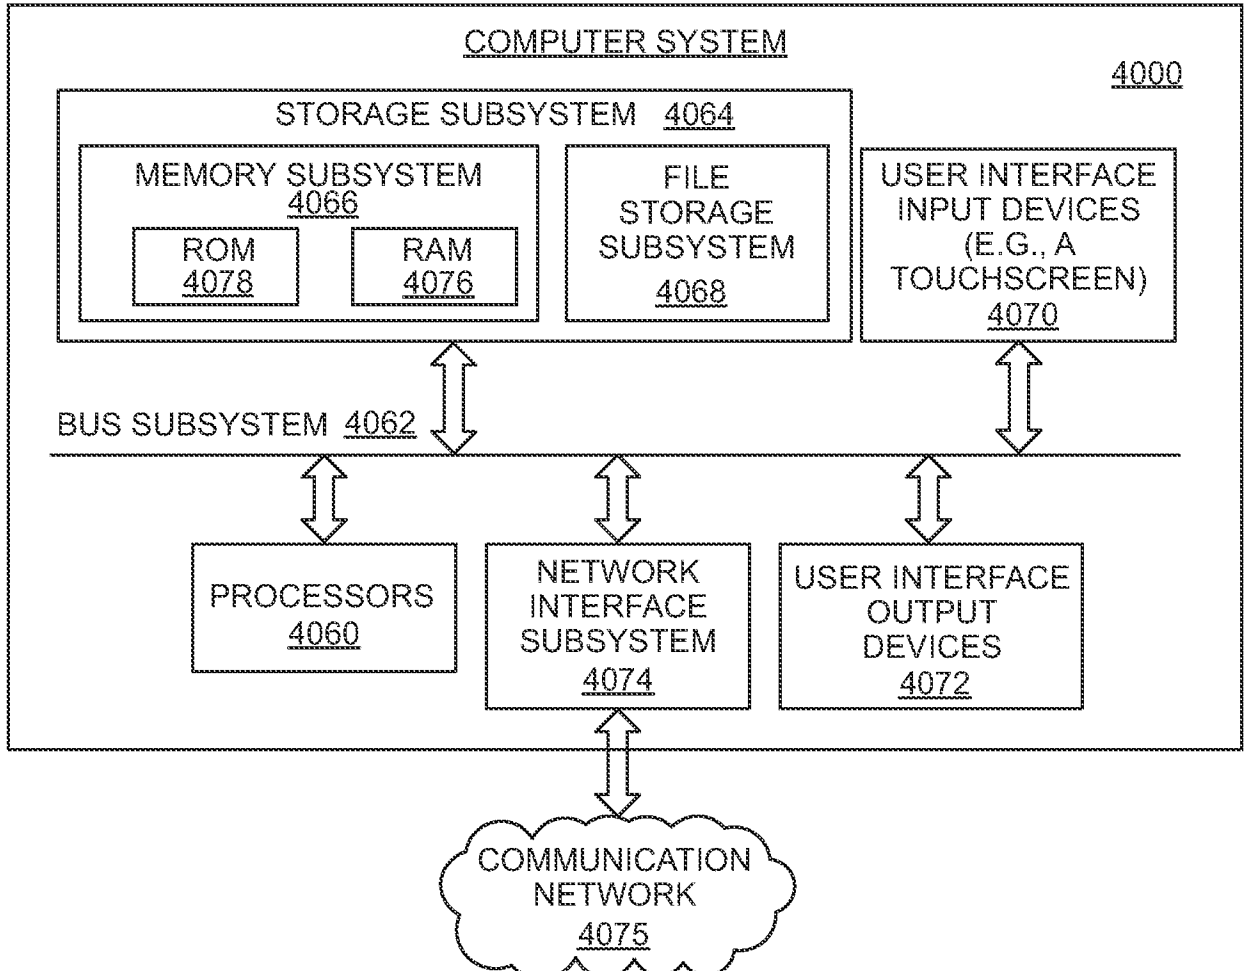 COMPUTER SYSTEM
4000
STORAGE SUBSYSTEM 4064
MEMORY SUBSYSTEM
4066
ROM
4078
RAM
4076
FILE
STORAGE
SUBSYSTEM
4068
USER INTERFACE
INPUT DEVICES
(E.G., A
TOUCHSCREEN)
4070
BUS SUBSYSTEM 4062
PROCESSORS
4060
NETWORK
INTERFACE
SUBSYSTEM
4074
USER INTERFACE
OUTPUT
DEVICES
4072
COMMUNICATION
NETWORK
4075